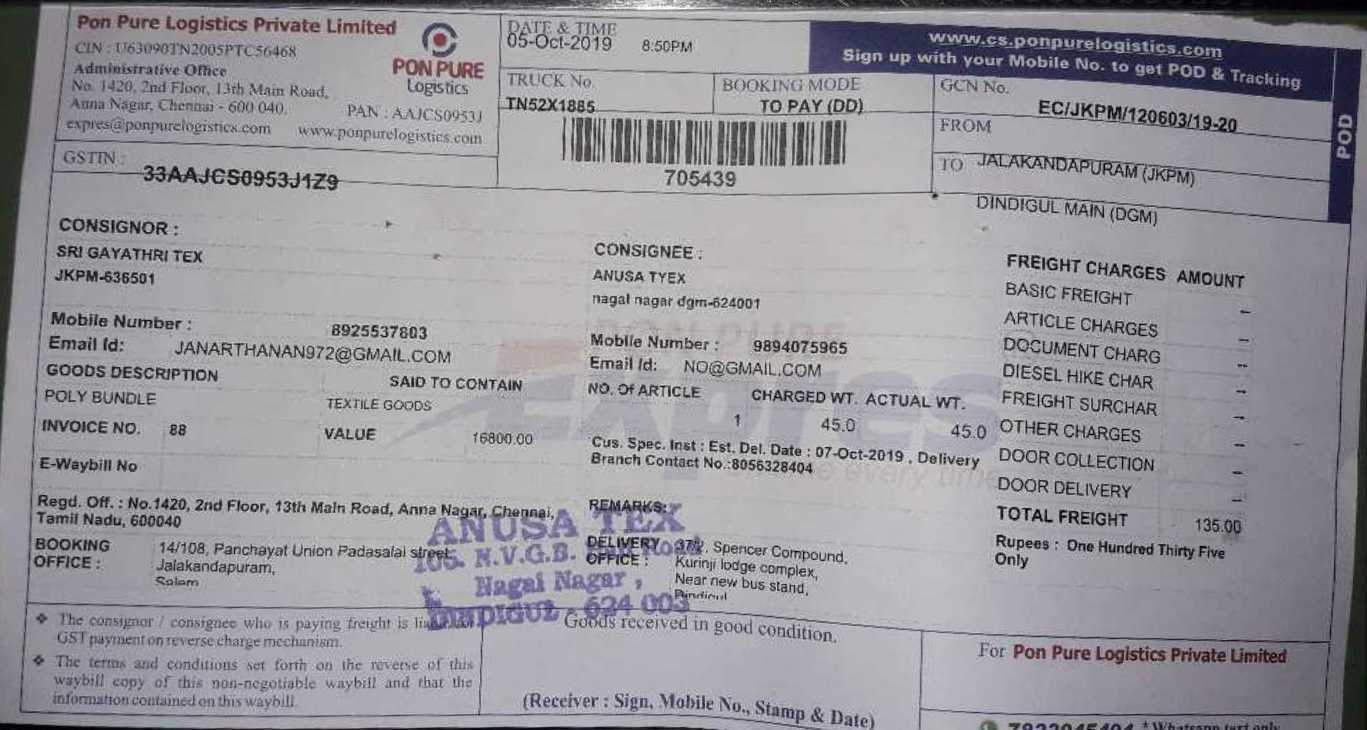 Pon Pure Logistics Private Limited
CIN : U63090TN2005PTC56468
Administrative Office
No. 1420, 2nd Floor, 13th Main Road,
Anna Nagar, Chennai - 600 040.
PAN : AAJCS0953J
expres@ponpurelogistics.com www.ponpurelogistics.com
PON PURE
Logistics
GSTIN :
33AAJCS0953J1Z9
DATE & TIME
05-Oct-2019 8:50PM
TRUCK No.
TN52X1885
BOOKING MODE
TO PAY (DD)
705439
www.cs.ponpurelogistics.com
Sign up with your Mobile No. to get POD & Tracking
GCN No.
EC/JKPM/120603/19-20
FROM
JALAKANDAPURAM (JKPM)
TO
DINDIGUL MAIN (DGM)
POD
CONSIGNOR :
SRI GAYATHRI TEX
JKPM-636501
Mobile Number : 8925537803
Email Id: JANARTHANAN972@GMAIL.COM
GOODS DESCRIPTION SAID TO CONTAIN
POLY BUNDLE TEXTILE GOODS
INVOICE NO. 88 VALUE 16800.00
E-Waybill No
CONSIGNEE :
ANUSA TYEX
nagal nagar dgm-624001
Mobile Number : 9894075965
Email Id: NO@GMAIL.COM
NO. Of ARTICLE CHARGED WT. ACTUAL WT.
1 45.0 45.0
Cus. Spec. Inst : Est. Del. Date : 07-Oct-2019 , Delivery
Branch Contact No.:8056328404
FREIGHT CHARGES AMOUNT
BASIC FREIGHT –
ARTICLE CHARGES –
DOCUMENT CHARG –
DIESEL HIKE CHAR –
FREIGHT SURCHAR –
OTHER CHARGES –
DOOR COLLECTION –
DOOR DELIVERY –
TOTAL FREIGHT 135.00
Rupees : One Hundred Thirty Five
Only
Regd. Off. : No.1420, 2nd Floor, 13th Main Road, Anna Nagar, Chennai,
Tamil Nadu, 600040
BOOKING
OFFICE :
14/108, Panchayat Union Padasalai street,
Jalakandapuram,
Salem
REMARKS:
DELIVERY
OFFICE :
Spencer Compound,
Kurinji lodge complex,
Near new bus stand,
Dindigul
ANUSA TEX
105. N.V.G.B.
Nagal Nagar ,
DINDIGUL - 624 003
❖ The consignor / consignee who is paying freight is liable for
GST payment on reverse charge mechanism.
❖ The terms and conditions set forth on the reverse of this
waybill copy of this non-negotiable waybill and that the
information contained on this waybill.
Goods received in good condition.
(Receiver : Sign, Mobile No., Stamp & Date)
For Pon Pure Logistics Private Limited
* Whatsapp text only